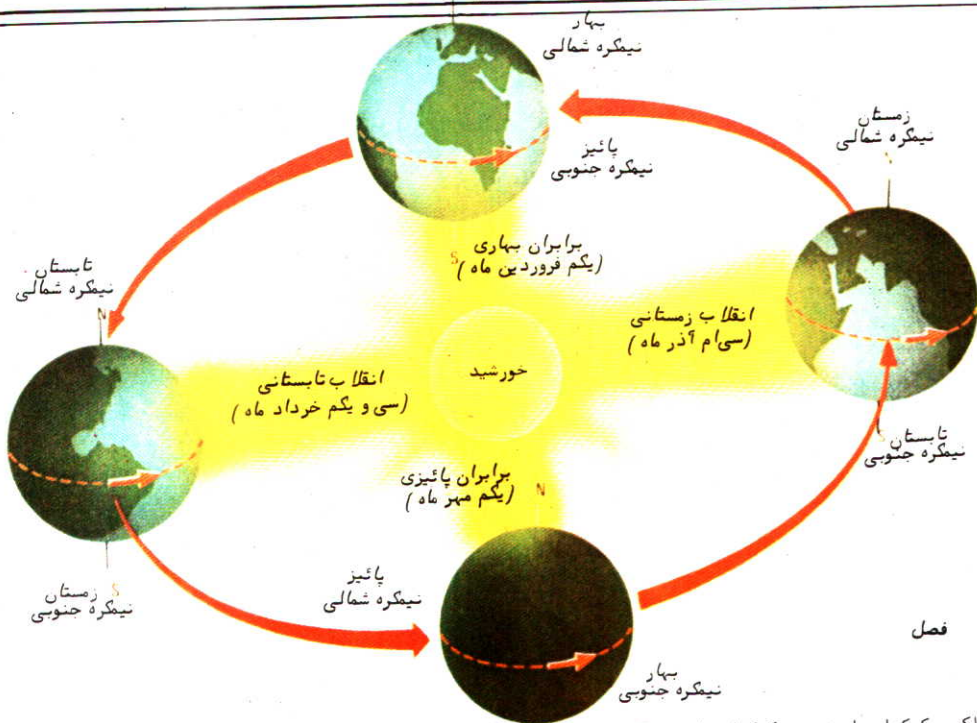 بهار
نیمکره شمالی
پائیز
نیمکره جنوبی
زمستان
نیمکره شمالی
برابران بهاری
(یکم فروردین ماه)
S
تابستان
نیمکره شمالی
N
انقلاب زمستانی
(سی‌ام آذر ماه)
خورشید
انقلاب تابستانی
(سی و یکم خرداد ماه)
تابستان
نیمکره جنوبی
S
برابران پائیزی
(یکم مهر ماه)
N
پائیز
نیمکره شمالی
S
زمستان
نیمکره جنوبی
فصل
بهار
نیمکره جنوبی